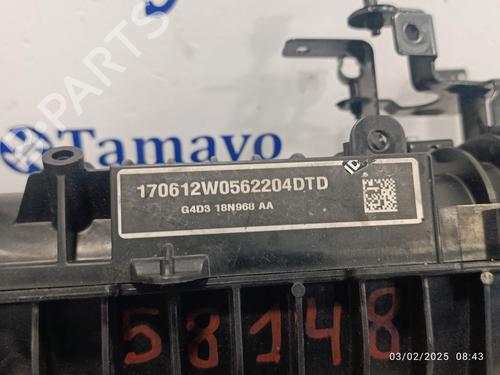 B-PARTS
Tamavo
170612W0562204DTD
G4D3 18N968 AA
58148
03/02/2025 08:43